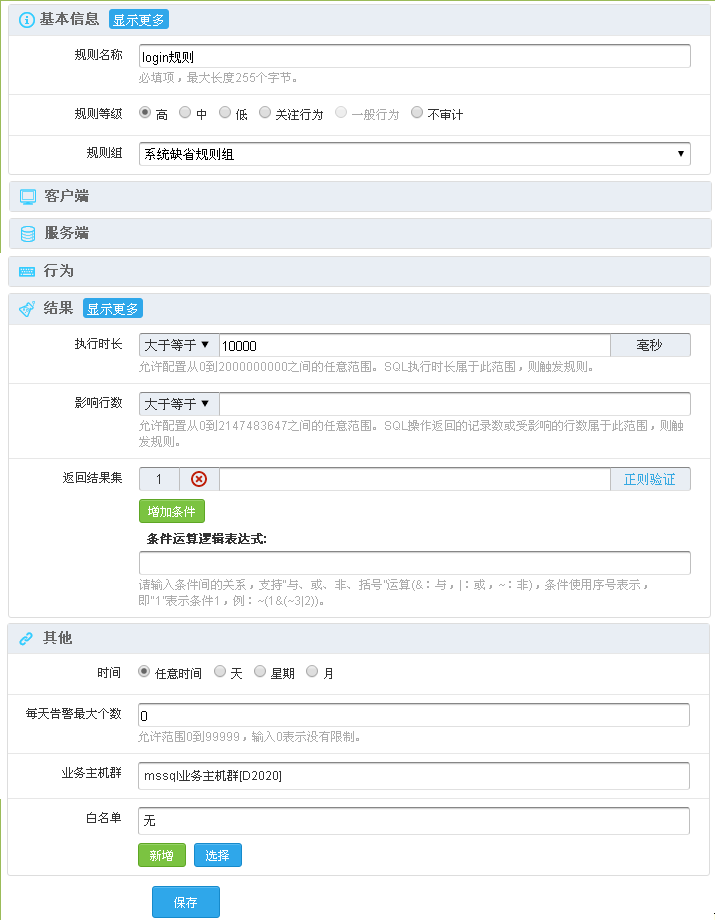 基本信息 显示更多
规则名称 login规则
必填项，最大长度255个字节。
规则等级 高 中 低 关注行为 一般行为 不审计
规则组 系统缺省规则组
客户端
服务端
行为
结果 显示更多
执行时长 大于等于 10000 毫秒
允许配置从0到2000000000之间的任意范围。SQL执行时长属于此范围，则触发规则。
影响行数 大于等于
允许配置从0到2147483647之间的任意范围。SQL操作返回的记录数或受影响的行数属于此范围，则触
发规则。
返回结果集 1 正则验证
增加条件
条件运算逻辑表达式:
请输入条件间的关系，支持"与、或、非、括号"运算(&：与，|：或，~：非)，条件使用序号表示，
即"1"表示条件1，例：~(1&(~3|2))。
其他
时间 任意时间 天 星期 月
每天告警最大个数 0
允许范围0到99999，输入0表示没有限制。
业务主机群 mssql业务主机群[D2020]
白名单 无
新增 选择
保存